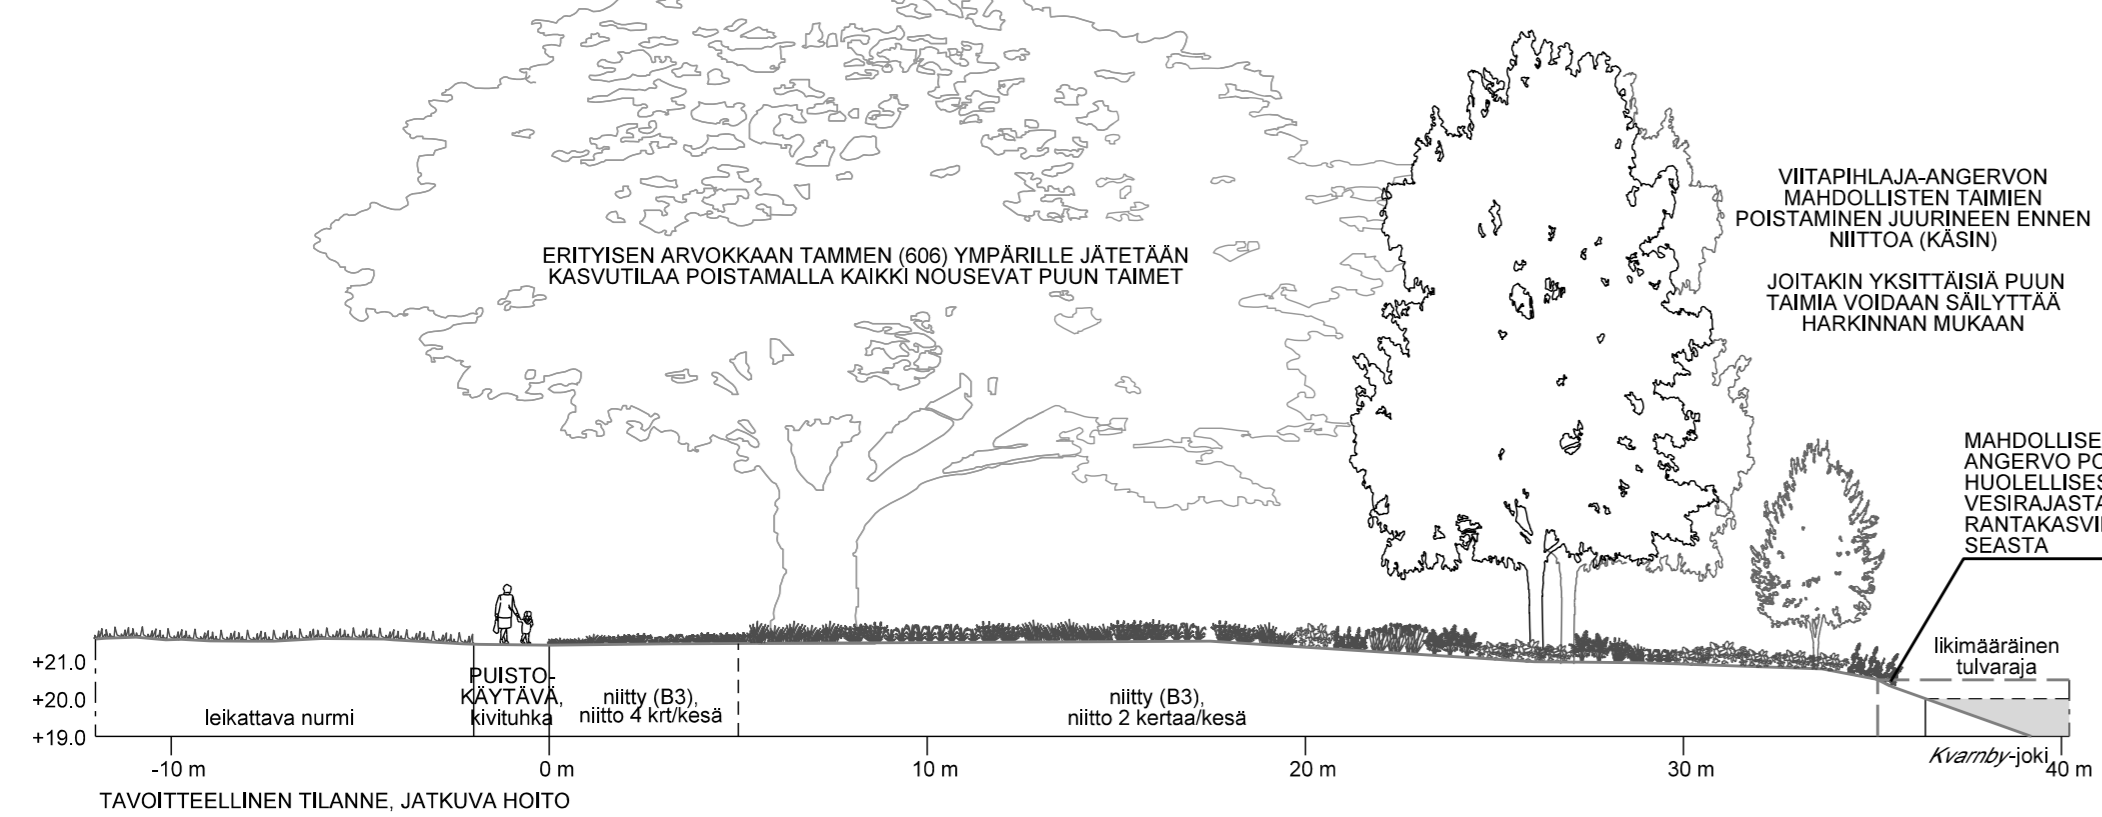 VIITAPIHLAJA-ANGERVON
MAHDOLLISTEN TAIMIEN
POISTAMINEN JUURINEEN ENNEN
NIITTOA (KÄSIN)
JOITAKIN YKSITTÄISIÄ PUUN
TAIMIA VOIDAAN SÄILYTTÄÄ
HARKINNAN MUKAAN
ERITYISEN ARVOKKAAN TAMMEN (606) YMPÄRILLE JÄTETÄÄN
KASVUTILAA POISTAMALLA KAIKKI NOUSEVAT PUUN TAIMET
MAHDOLLISE
ANGERVO PO
HUOLELLISES
VESIRAJASTA
RANTAKASVI
SEASTA
likimääräinen
tulvaraja
+21.0
+20.0
+19.0
leikattava nurmi
PUISTO-
KÄYTÄVÄ,
kivituhka
niitty (B3),
niitto 4 krt/kesä
niitty (B3),
niitto 2 kertaa/kesä
Kvarnby-joki
-10 m
0 m
10 m
20 m
30 m
40 m
TAVOITTEELLINEN TILANNE, JATKUVA HOITO